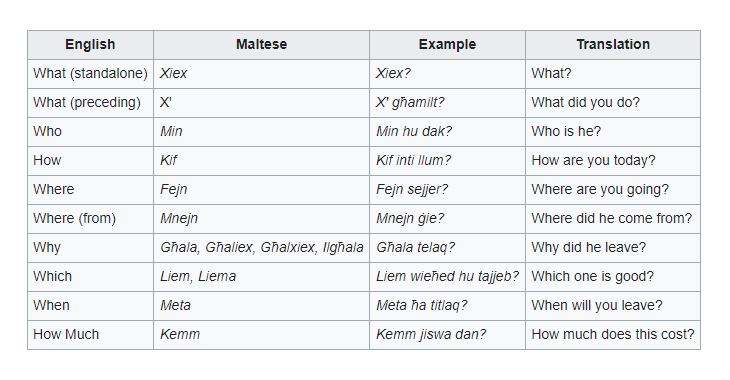 English Maltese Example Translation
What (standalone) Xiex Xiex? What?
What (preceding) X' X' għamilt? What did you do?
Who Min Min hu dak? Who is he?
How Kif Kif inti llum? How are you today?
Where Fejn Fejn sejjer? Where are you going?
Where (from) Mnejn Mnejn ġie? Where did he come from?
Why Għala, Għaliex, Għalxiex, Ilgħala Għala telaq? Why did he leave?
Which Liem, Liema Liem wieħed hu tajjeb? Which one is good?
When Meta Meta ħa titlaq? When will you leave?
How Much Kemm Kemm jiswa dan? How much does this cost?